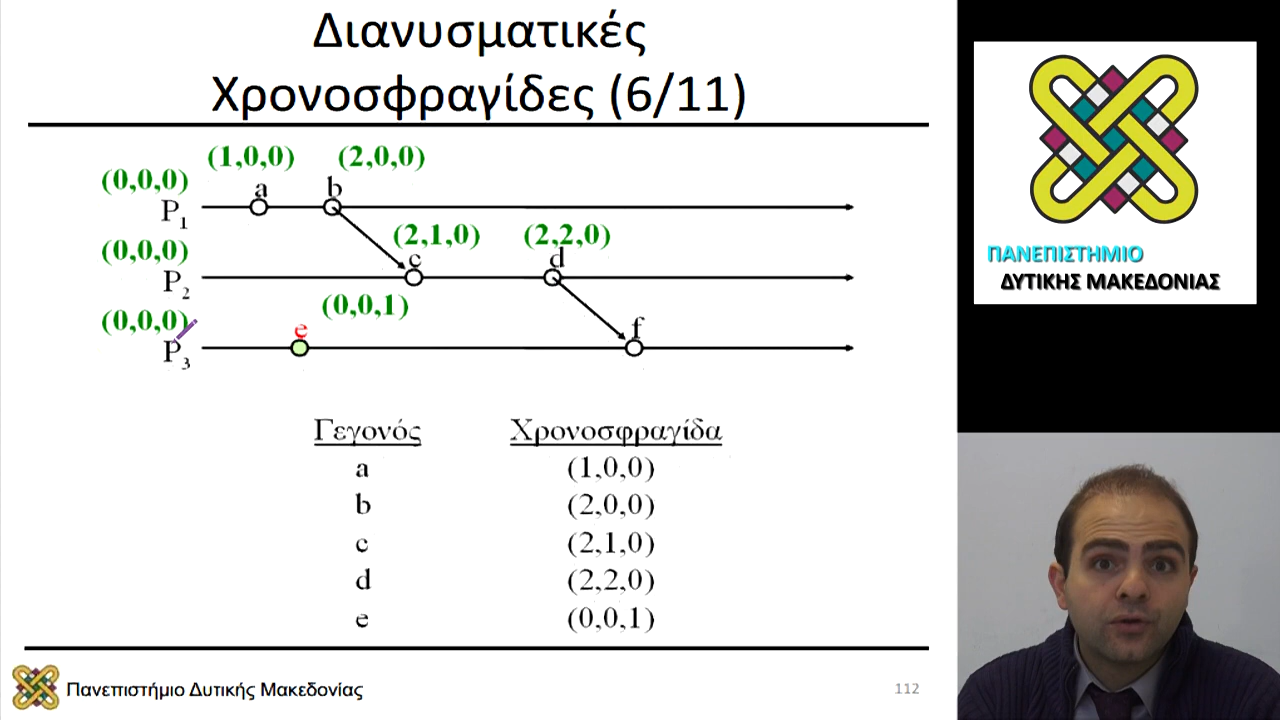 Διανυσματικές
Χρονοσφραγίδες (6/11)
(1,0,0) (2,0,0)
(0,0,0) a b
P1
(0,0,0) (2,1,0) (2,2,0)
c d
P2
(0,0,0) (0,0,1)
e f
P3
Γεγονός Χρονοσφραγίδα
a (1,0,0)
b (2,0,0)
c (2,1,0)
d (2,2,0)
e (0,0,1)
Πανεπιστήμιο Δυτικής Μακεδονίας
112
ΠΑΝΕΠΙΣΤΗΜΙΟ
ΔΥΤΙΚΗΣ ΜΑΚΕΔΟΝΙΑΣ